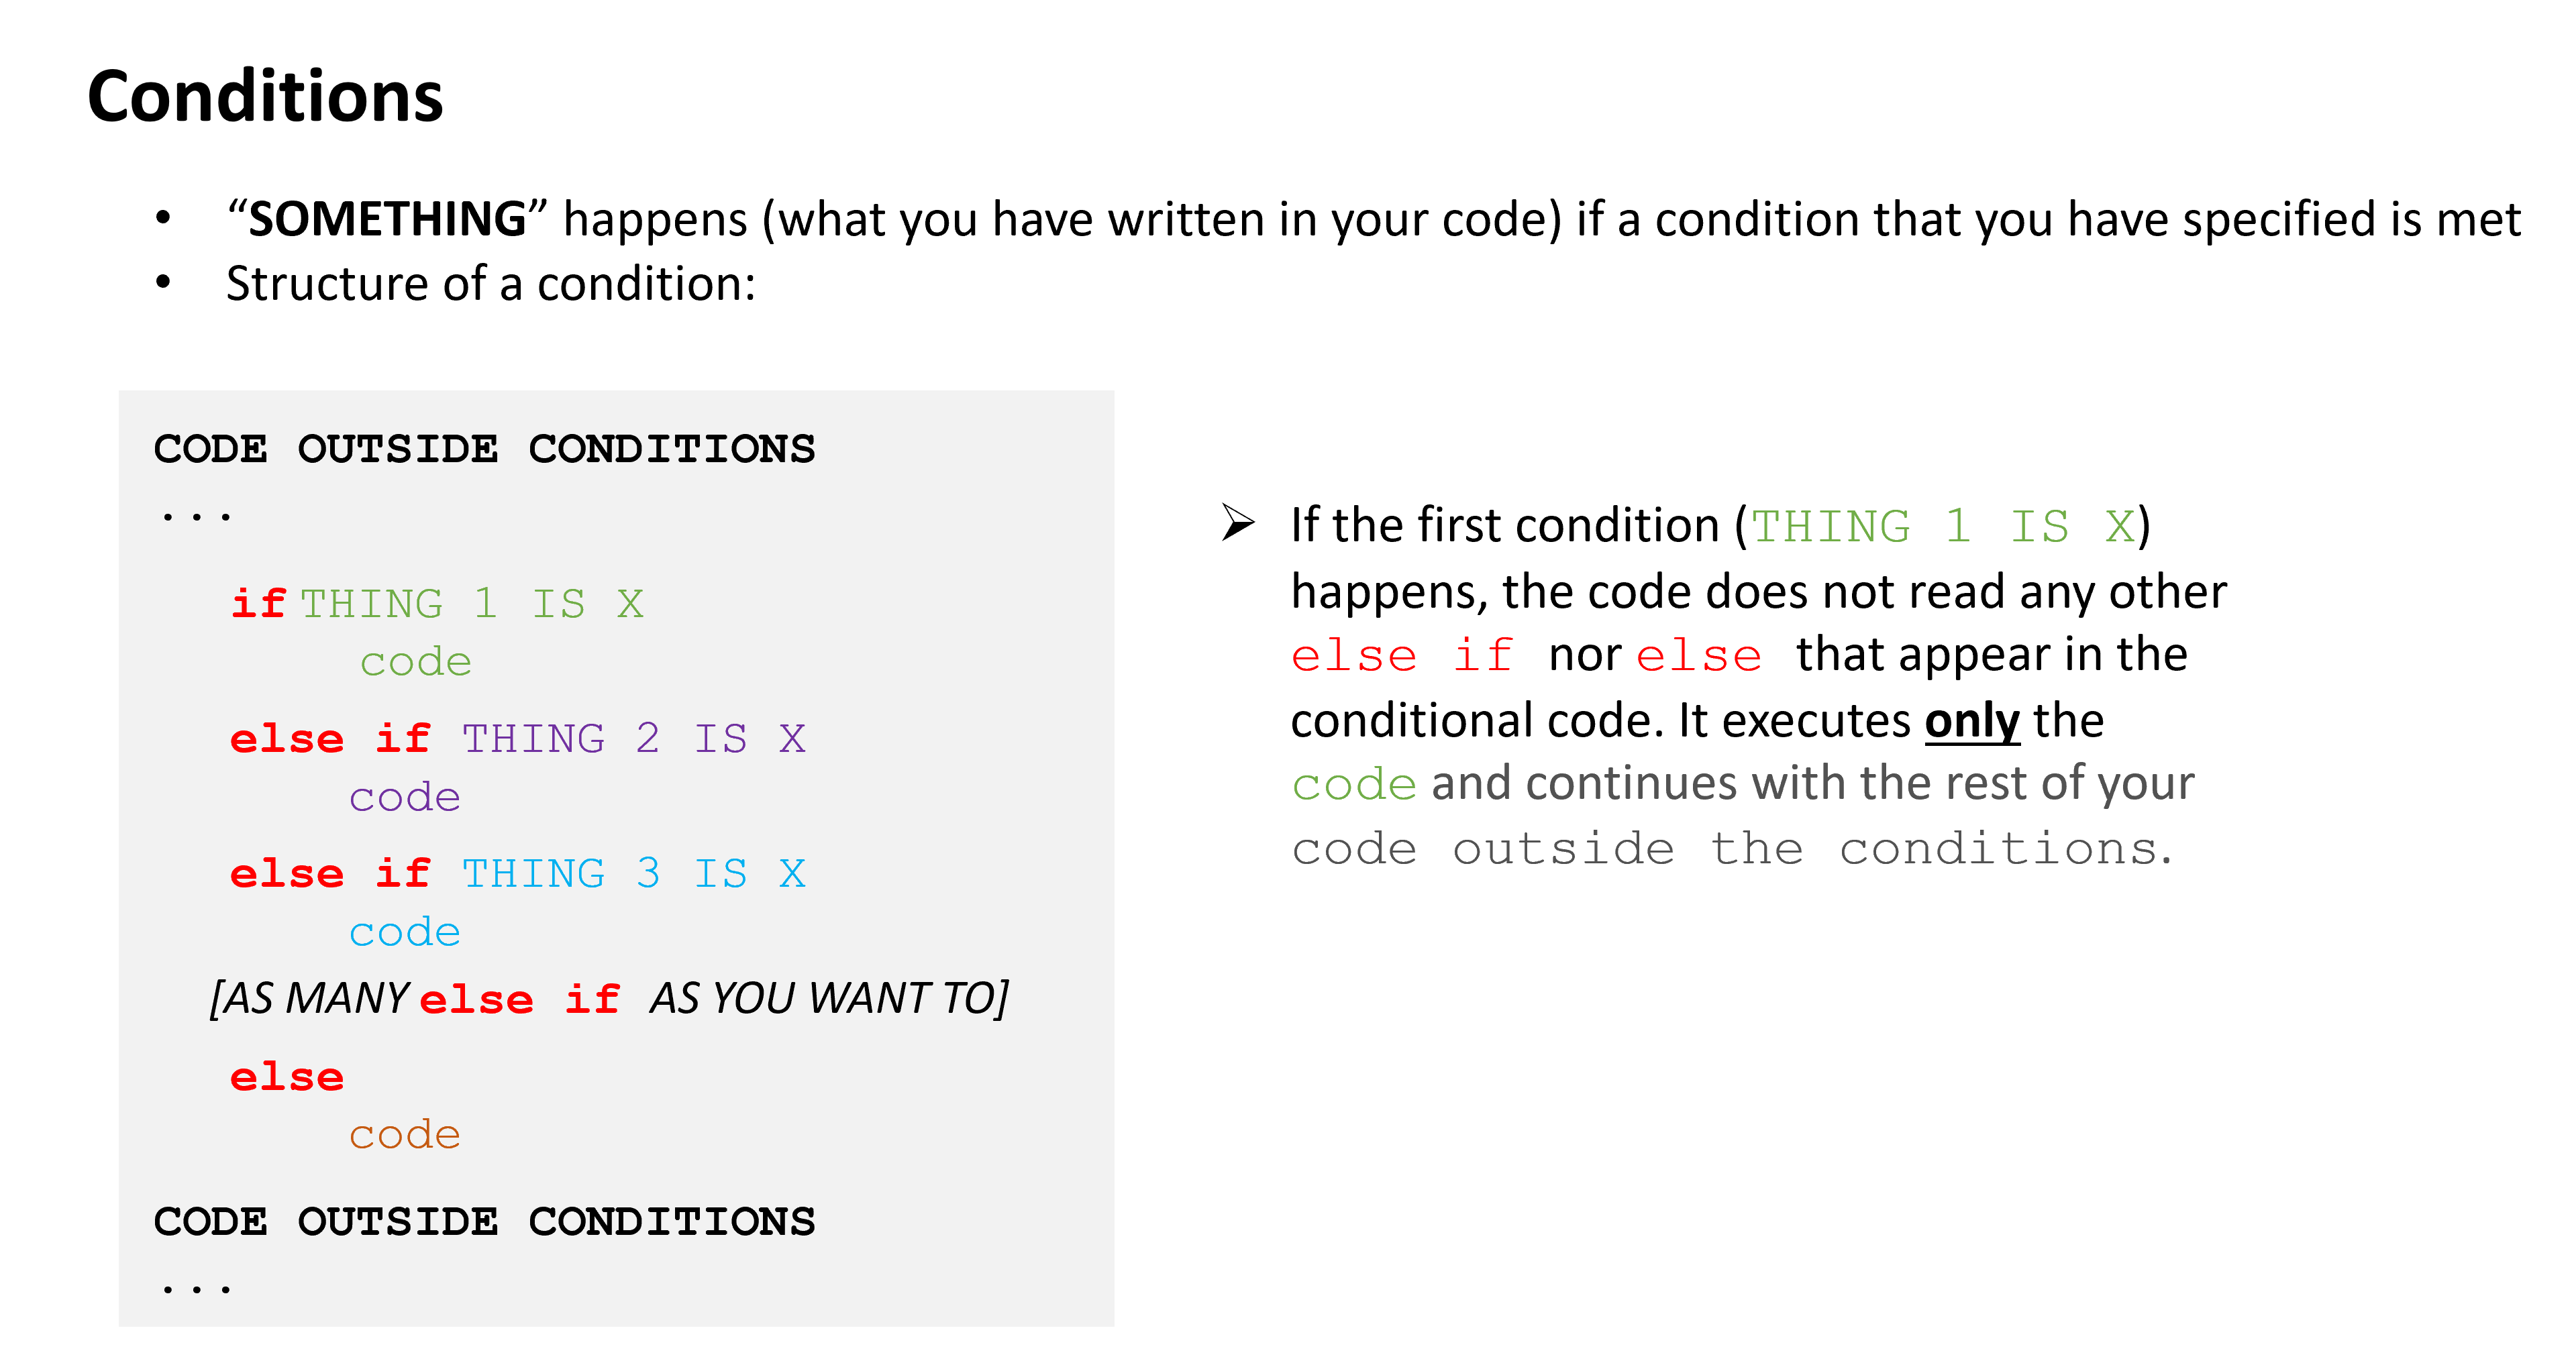 Conditions
• “SOMETHING” happens (what you have written in your code) if a condition that you have specified is met
• Structure of a condition:
CODE OUTSIDE CONDITIONS
...
if THING 1 IS X
code
else if THING 2 IS X
code
else if THING 3 IS X
code
[AS MANY else if AS YOU WANT TO]
else
code
CODE OUTSIDE CONDITIONS
...
➢ If the first condition (THING 1 IS X)
happens, the code does not read any other
else if nor else that appear in the
conditional code. It executes only the
code and continues with the rest of your
code outside the conditions.